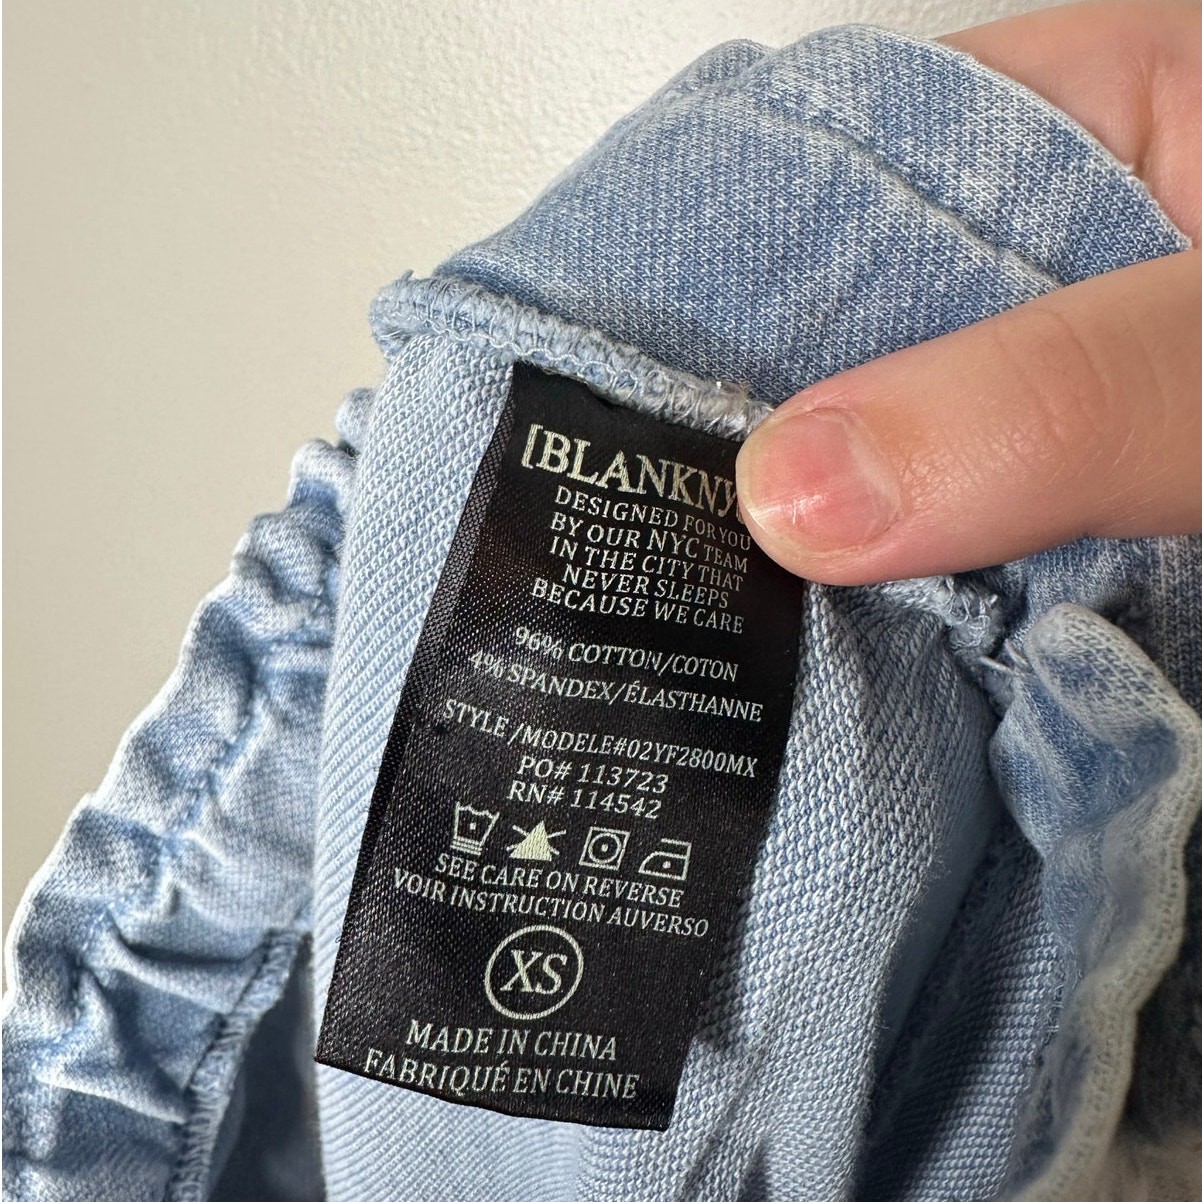 [BLANKNY
DESIGNED FOR YOU
BY OUR NYC TEAM
IN THE CITY THAT
NEVER SLEEPS
BECAUSE WE CARE
96% COTTON/COTON
4% SPANDEX/ÉLASTHANNE
STYLE /MODELE#02YF2800MX
PO# 113723
RN# 114542
SEE CARE ON REVERSE
VOIR INSTRUCTION AUVERSO
XS
MADE IN CHINA
FABRIQUÉ EN CHINE